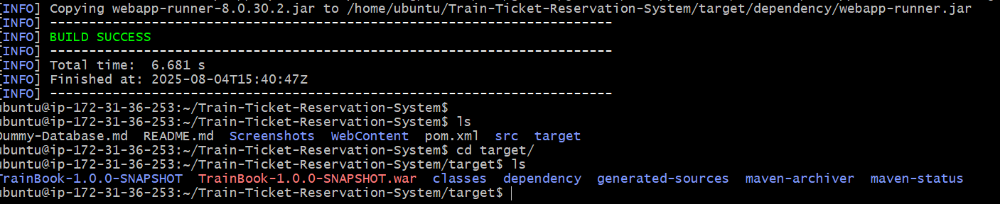 [INFO] Copying webapp-runner-8.0.30.2.jar to /home/ubuntu/Train-Ticket-Reservation-System/target/dependency/webapp-runner.jar
[INFO] ------------------------------------------------------------------------
[INFO] BUILD SUCCESS
[INFO] ------------------------------------------------------------------------
[INFO] Total time:  6.681 s
[INFO] Finished at: 2025-08-04T15:40:47Z
[INFO] ------------------------------------------------------------------------
ubuntu@ip-172-31-36-253:~/Train-Ticket-Reservation-System$
ubuntu@ip-172-31-36-253:~/Train-Ticket-Reservation-System$ ls
Dummy-Database.md  README.md  Screenshots  WebContent  pom.xml  src  target
ubuntu@ip-172-31-36-253:~/Train-Ticket-Reservation-System$ cd target/
ubuntu@ip-172-31-36-253:~/Train-Ticket-Reservation-System/target$ ls
TrainBook-1.0.0-SNAPSHOT  TrainBook-1.0.0-SNAPSHOT.war  classes  dependency  generated-sources  maven-archiver  maven-status
ubuntu@ip-172-31-36-253:~/Train-Ticket-Reservation-System/target$